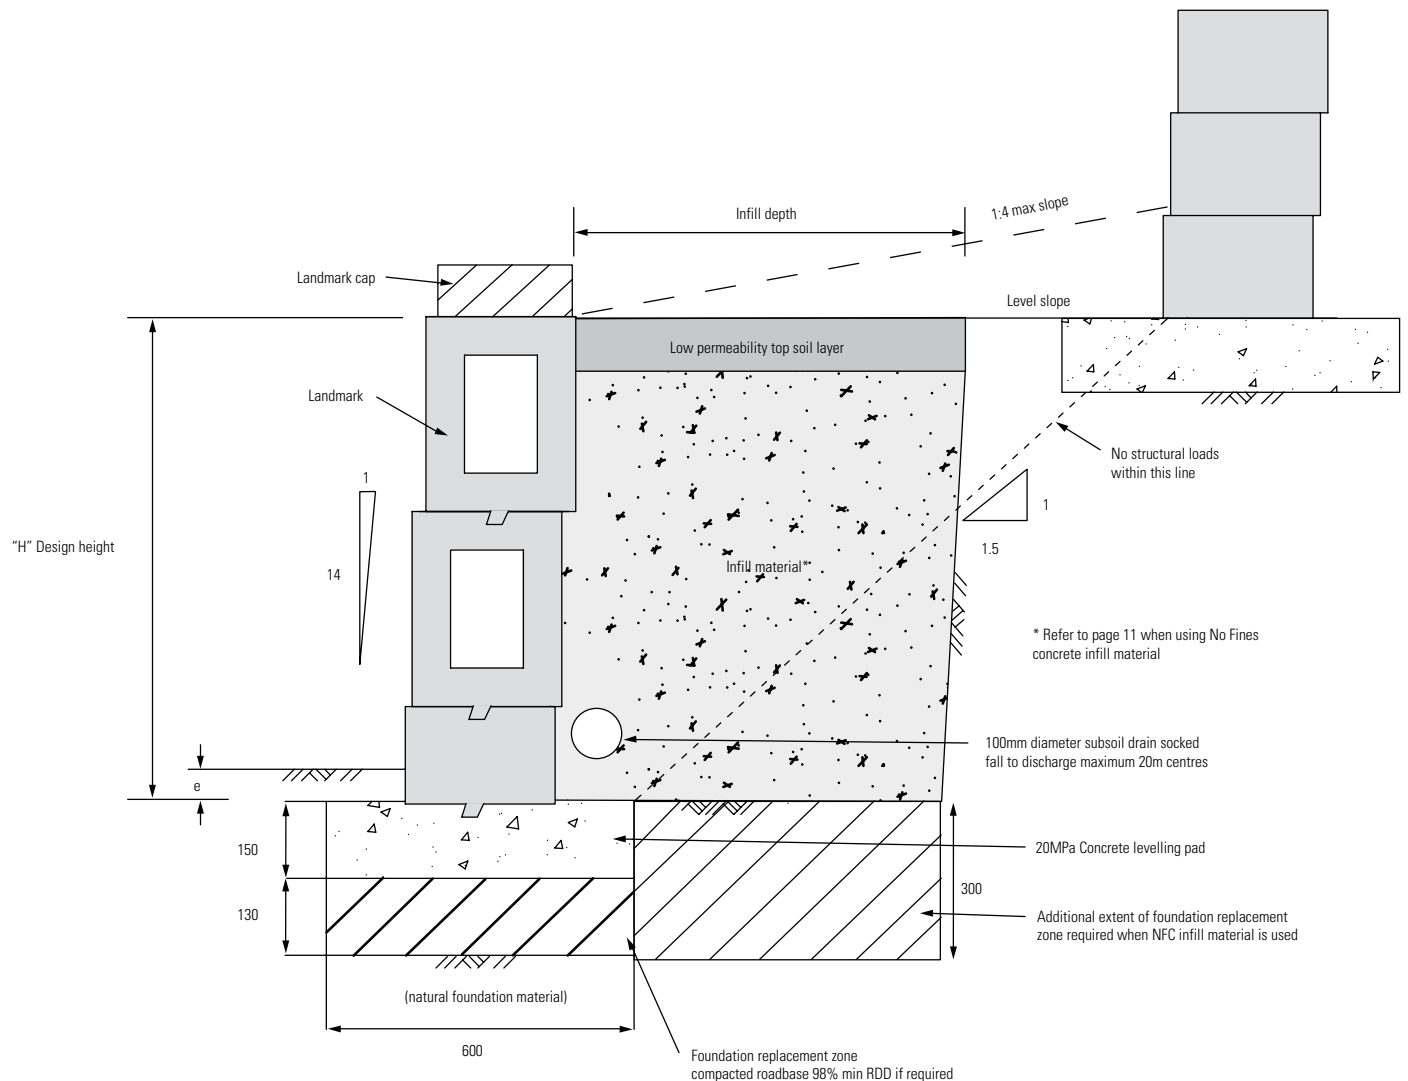 Infill depth
1:4 max slope
Landmark cap
Level slope
Low permeability top soil layer
Landmark
No structural loads
within this line
1
1
1.5
"H" Design height
14
Infill material*
* Refer to page 11 when using No Fines
concrete infill material
100mm diameter subsoil drain socked
fall to discharge maximum 20m centres
e
150
20MPa Concrete levelling pad
300
130
Additional extent of foundation replacement
zone required when NFC infill material is used
(natural foundation material)
600
Foundation replacement zone
compacted roadbase 98% min RDD if required